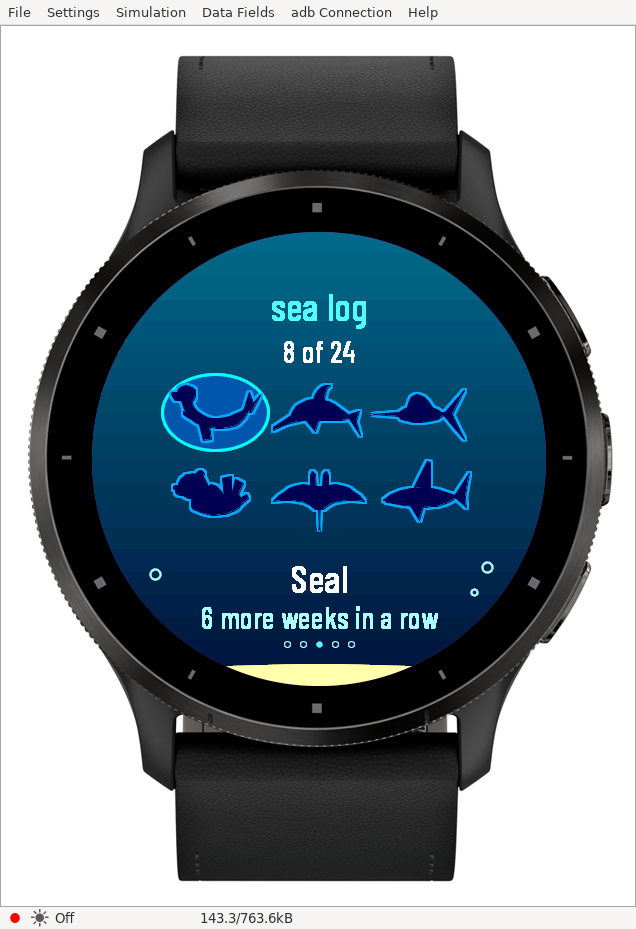 File Settings Simulation Data Fields adb Connection Help
sea log
8 of 24
Seal
6 more weeks in a row
Off 143.3/763.6kB